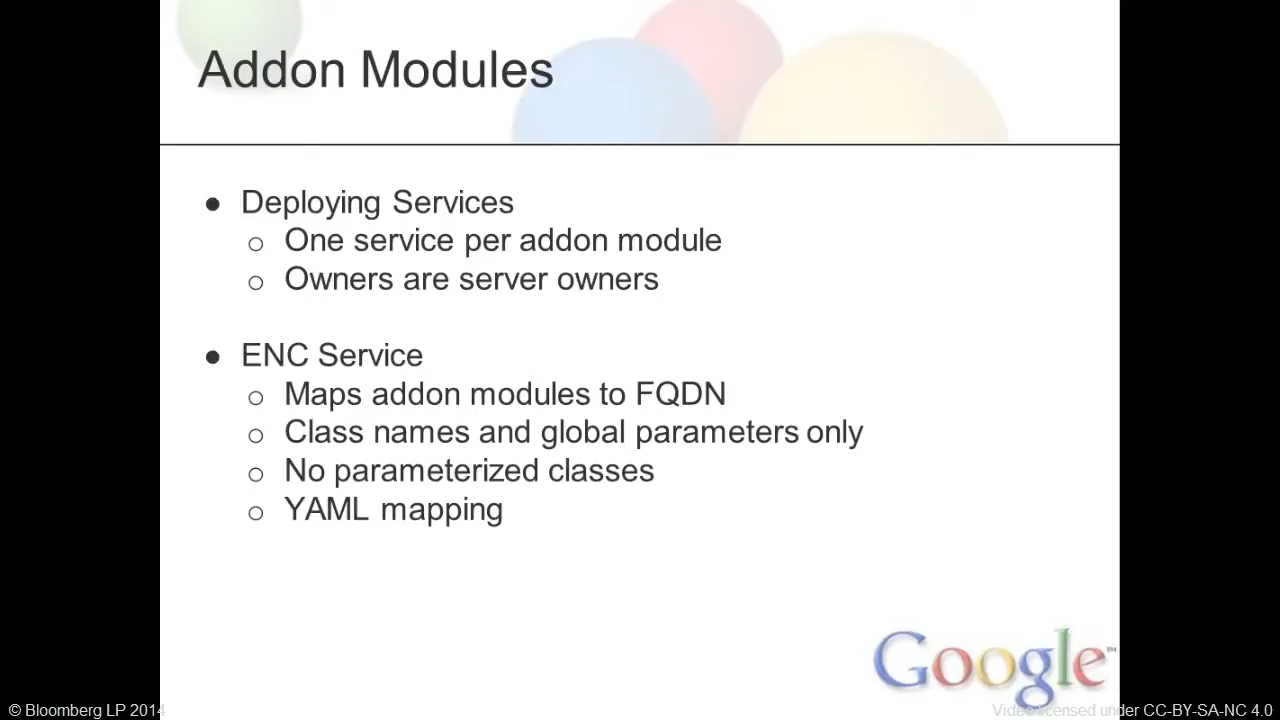 Addon Modules
● Deploying Services
○ One service per addon module
○ Owners are server owners
● ENC Service
○ Maps addon modules to FQDN
○ Class names and global parameters only
○ No parameterized classes
○ YAML mapping
Google™
© Bloomberg LP 2014
Video licensed under CC-BY-SA-NC 4.0